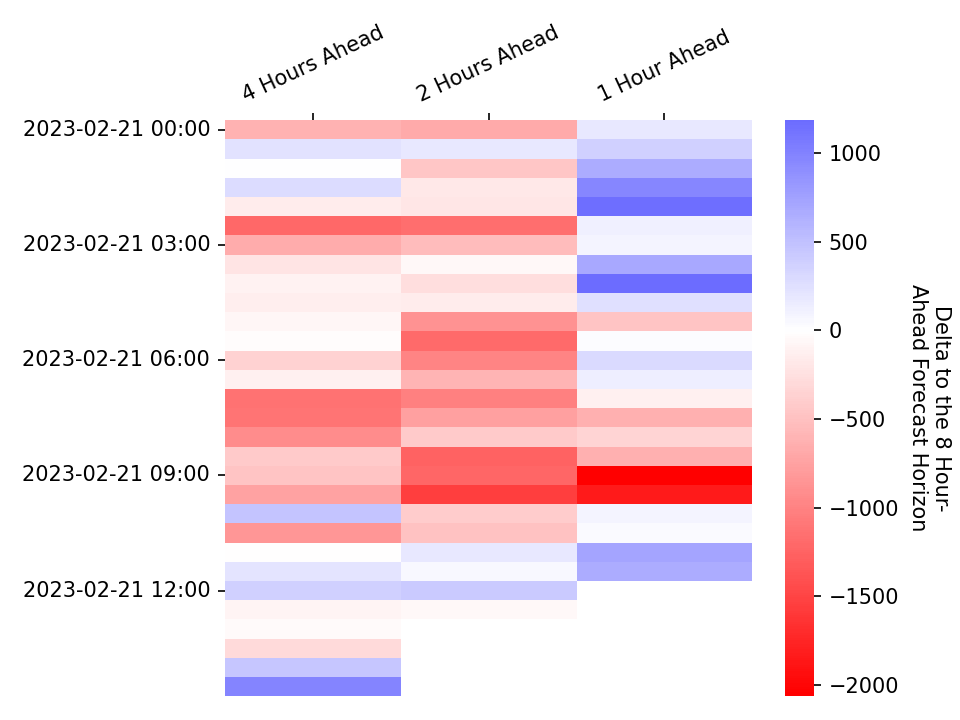 4 Hours Ahead
2 Hours Ahead
1 Hour Ahead
2023-02-21 00:00
2023-02-21 03:00
2023-02-21 06:00
2023-02-21 09:00
2023-02-21 12:00
1000
500
0
−500
−1000
−1500
−2000
Delta to the 8 Hour-
Ahead Forecast Horizon